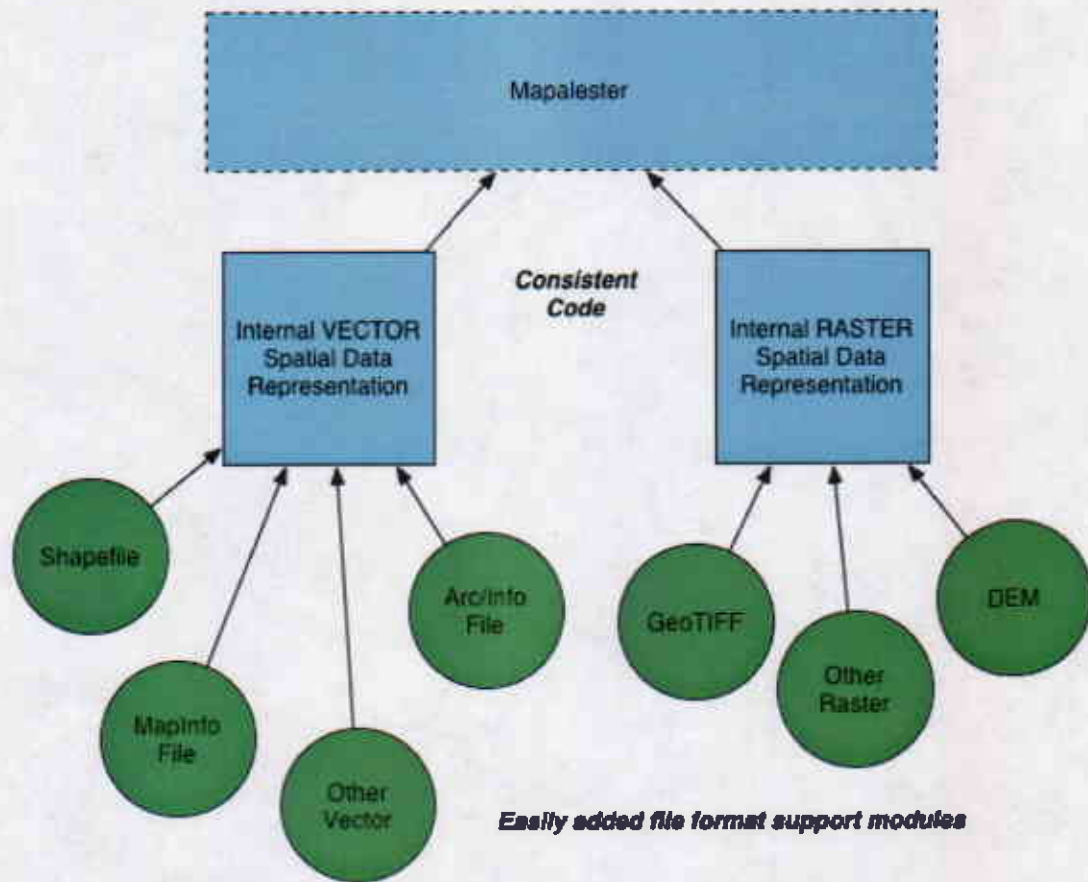 Mapalester
Consistent
Code
Internal VECTOR
Spatial Data
Representation
Internal RASTER
Spatial Data
Representation
Shapefile
Arc/Info
File
GeoTIFF
DEM
MapInfo
File
Other
Raster
Other
Vector
Easily added file format support modules